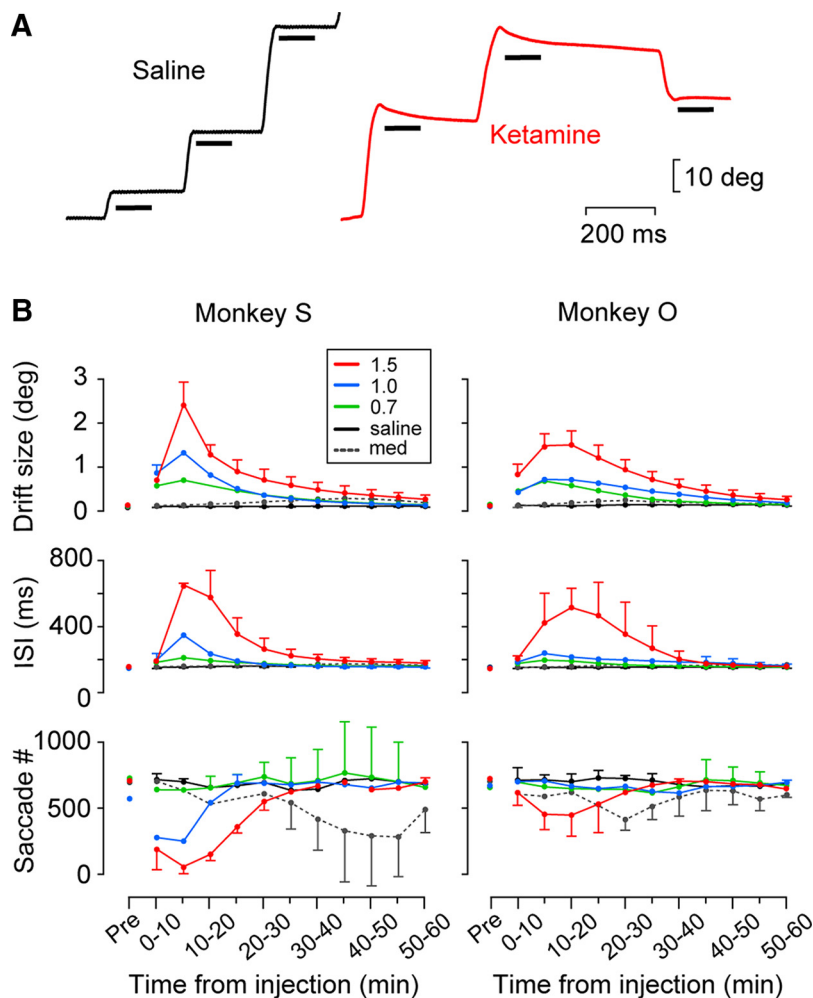 A
Saline
Ketamine
10 deg
200 ms
B
Monkey S
Monkey O
1.5
1.0
0.7
saline
med
Drift size (deg)
3
2
1
0
ISI (ms)
800
400
0
Saccade #
1000
500
0
Pre
0-10
10-20
20-30
30-40
40-50
50-60
Pre
0-10
10-20
20-30
30-40
40-50
50-60
Time from injection (min)
Time from injection (min)